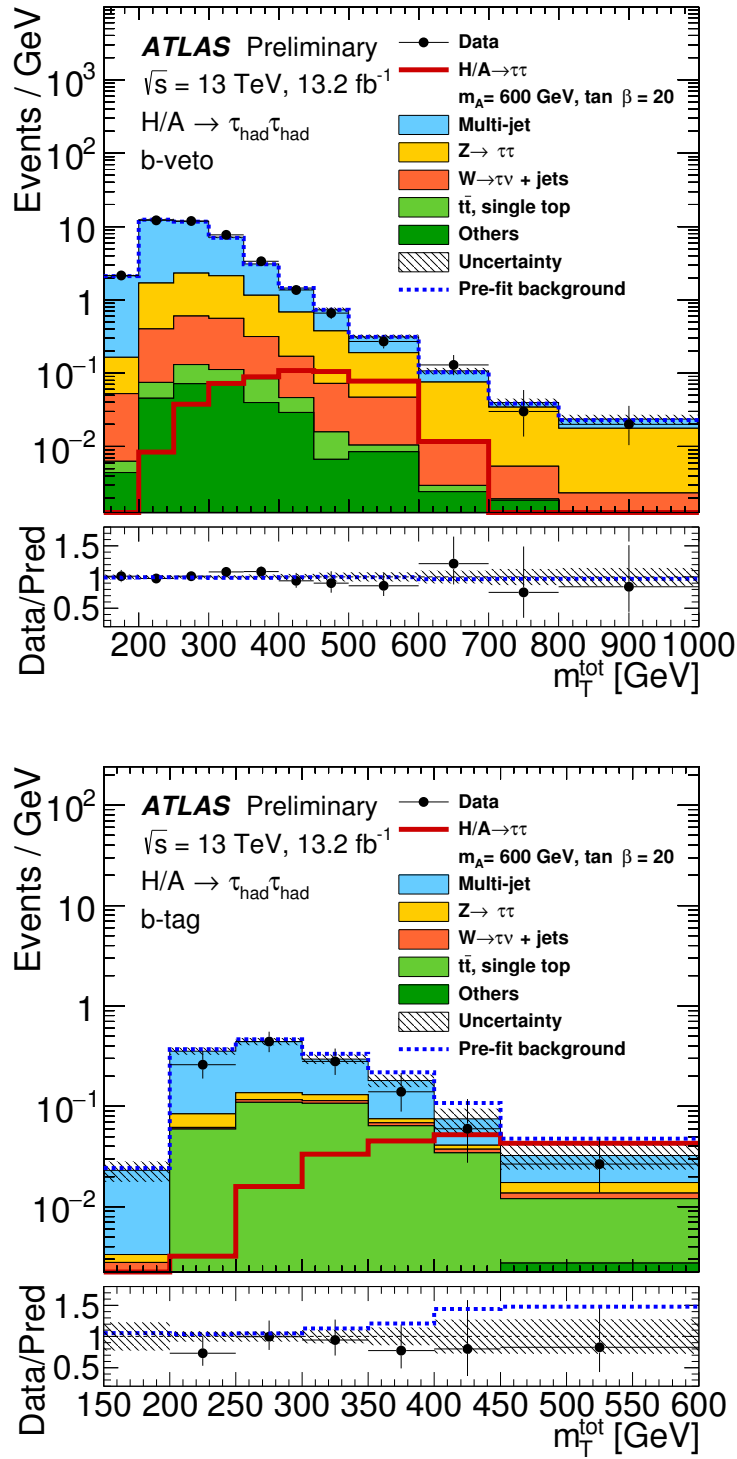 ATLAS Preliminary
√s = 13 TeV, 13.2 fb⁻¹
H/A → τ_had τ_had
b-veto
Data
H/A→ττ
m_A= 600 GeV, tan β = 20
Multi-jet
Z→ ττ
W→τν + jets
tt̄, single top
Others
Uncertainty
Pre-fit background
Events / GeV
10³
10²
10
1
10⁻¹
10⁻²
Data/Pred
1.5
1
0.5
200 300 400 500 600 700 800 900 1000
m_T^tot [GeV]
ATLAS Preliminary
√s = 13 TeV, 13.2 fb⁻¹
H/A → τ_had τ_had
b-tag
Data
H/A→ττ
m_A= 600 GeV, tan β = 20
Multi-jet
Z→ ττ
W→τν + jets
tt̄, single top
Others
Uncertainty
Pre-fit background
Events / GeV
10²
10
1
10⁻¹
10⁻²
Data/Pred
1.5
1
0.5
150 200 250 300 350 400 450 500 550 600
m_T^tot [GeV]